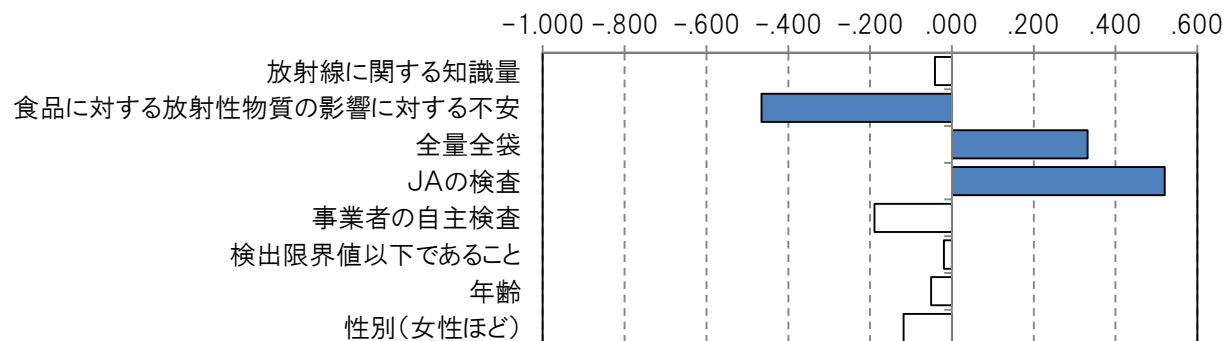 -1.000 -.800 -.600 -.400 -.200 .000 .200 .400 .600
放射線に関する知識量
食品に対する放射性物質の影響に対する不安
全量全袋
JAの検査
事業者の自主検査
検出限界値以下であること
年齢
性別(女性ほど)